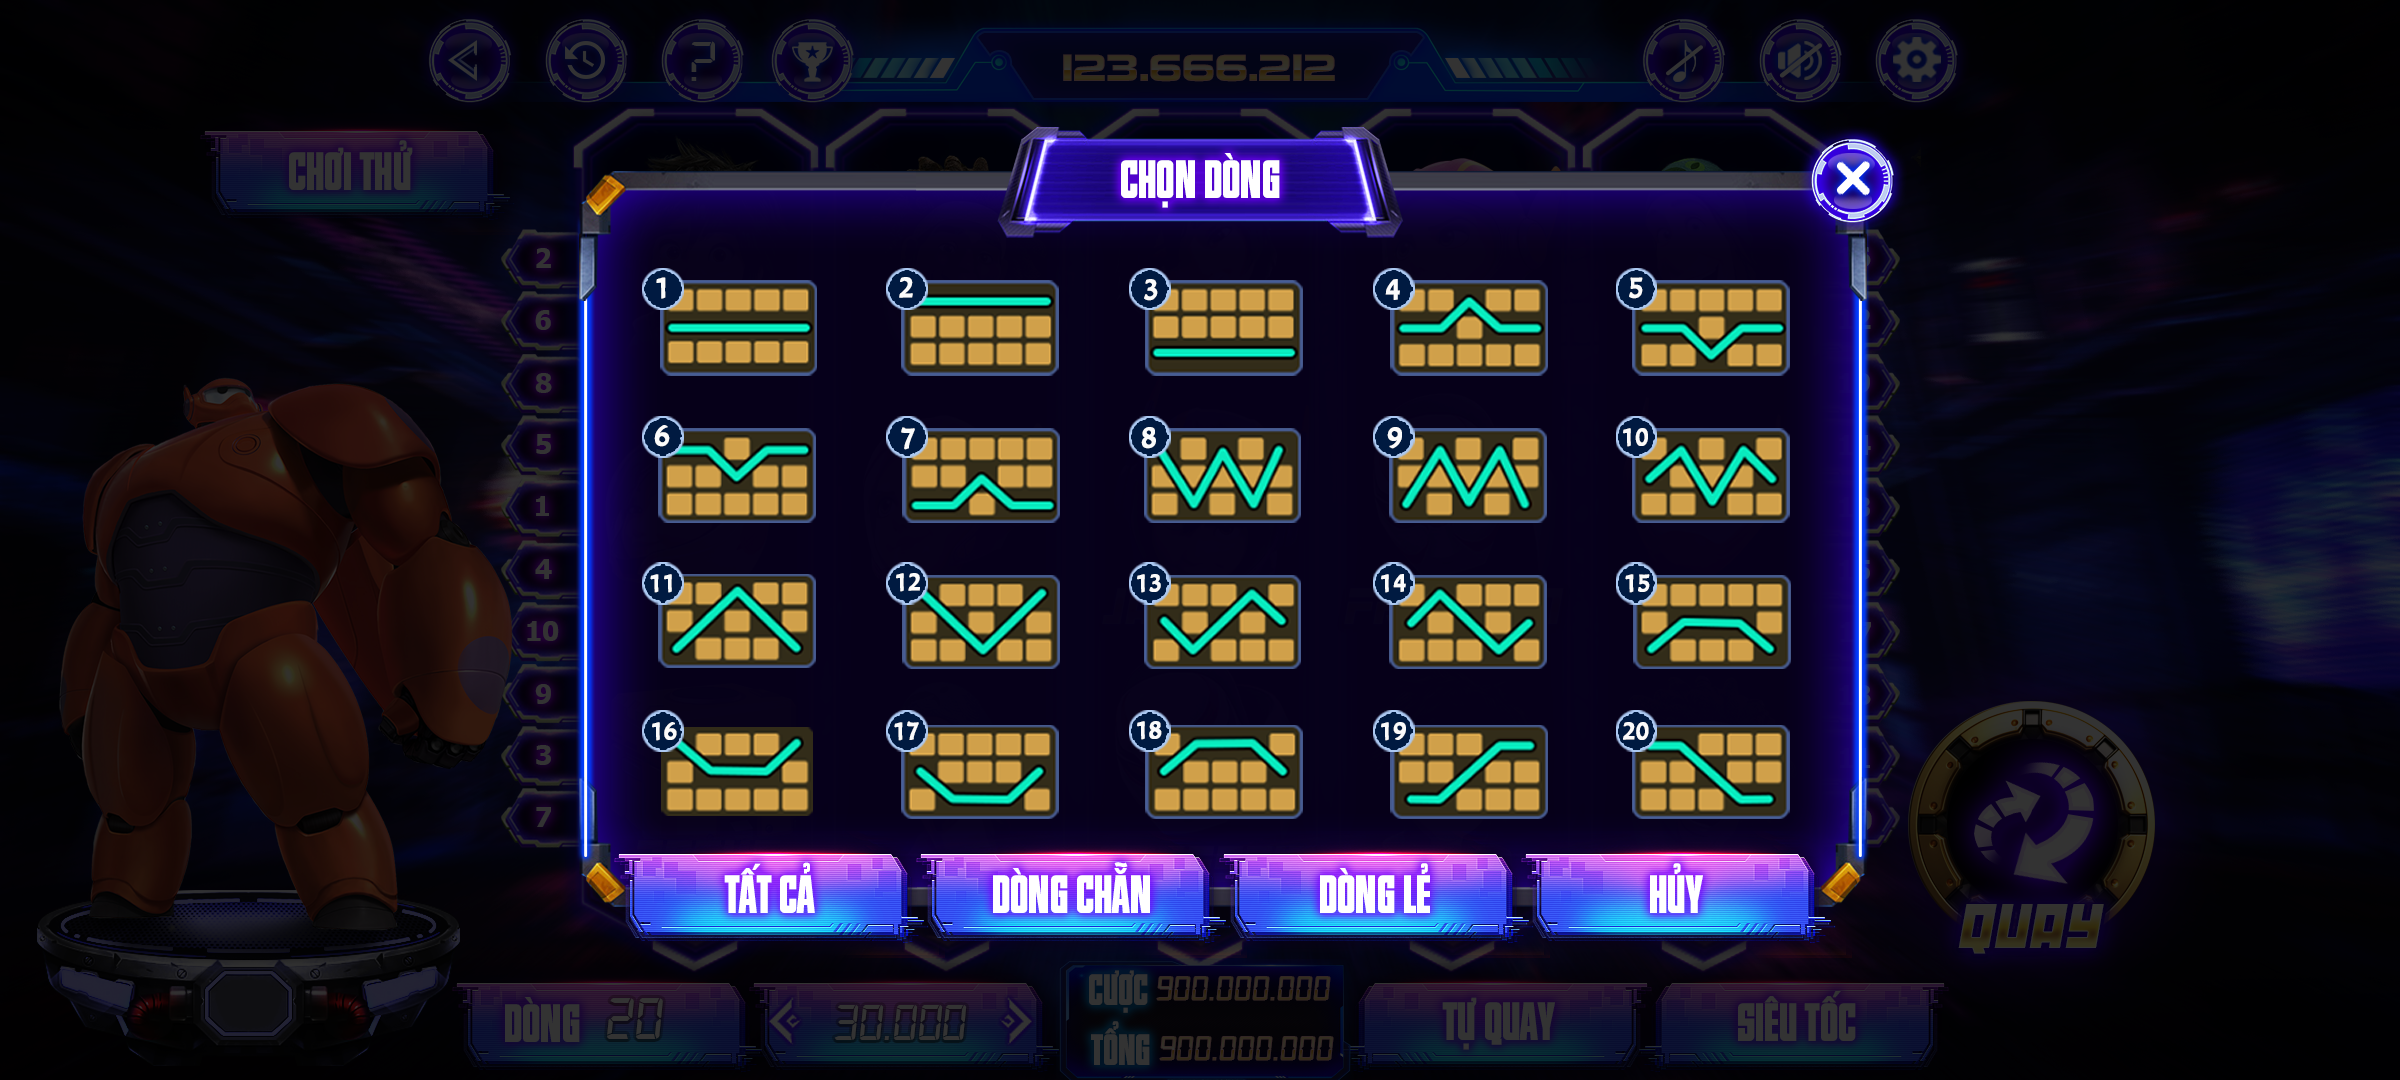 123.666.212
CHƠI THỬ
CHỌN DÒNG
2
6
8
5
1
4
10
9
3
7
1 2 3 4 5
6 7 8 9 10
11 12 13 14 15
16 17 18 19 20
TẤT CẢ DÒNG CHẴN DÒNG LẺ HỦY
QUAY
DÒNG 20
30.000
CƯỢC 900.000.000
TỔNG 900.000.000
TỰ QUAY
SIÊU TỐC